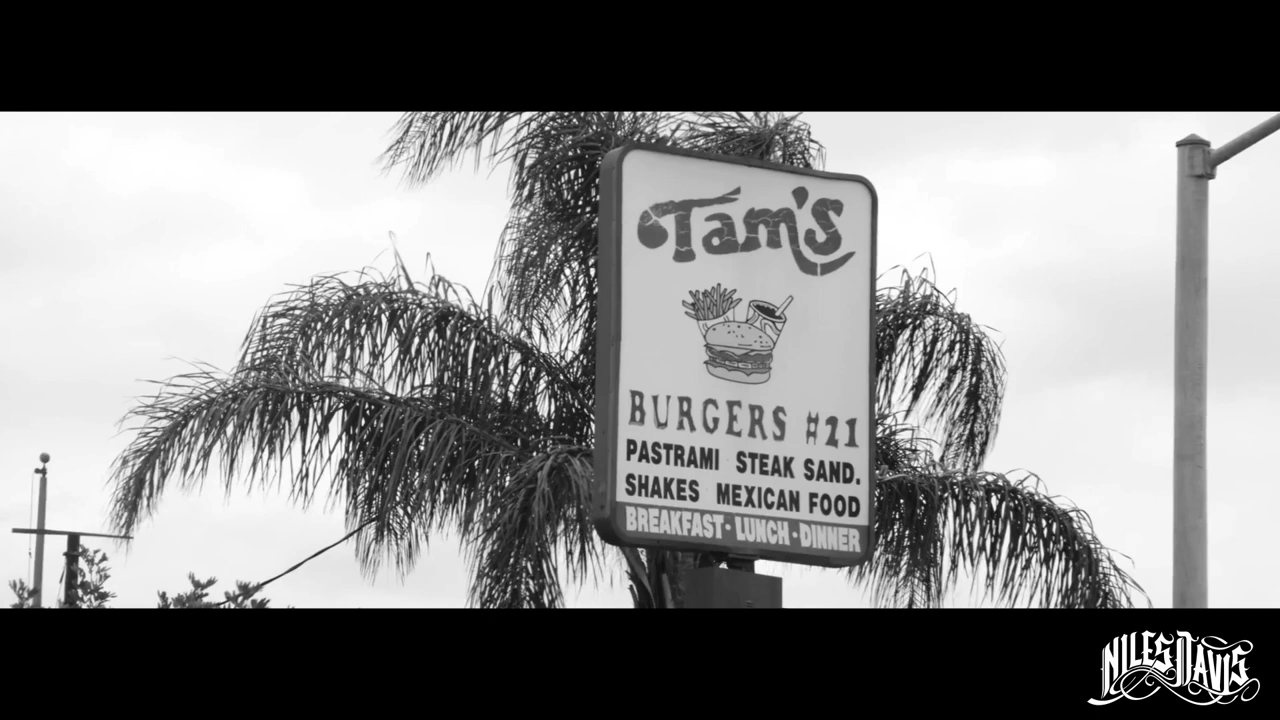 Tam's
BURGERS #21
PASTRAMI STEAK SAND.
SHAKES MEXICAN FOOD
BREAKFAST · LUNCH · DINNER
NILES DAVIS